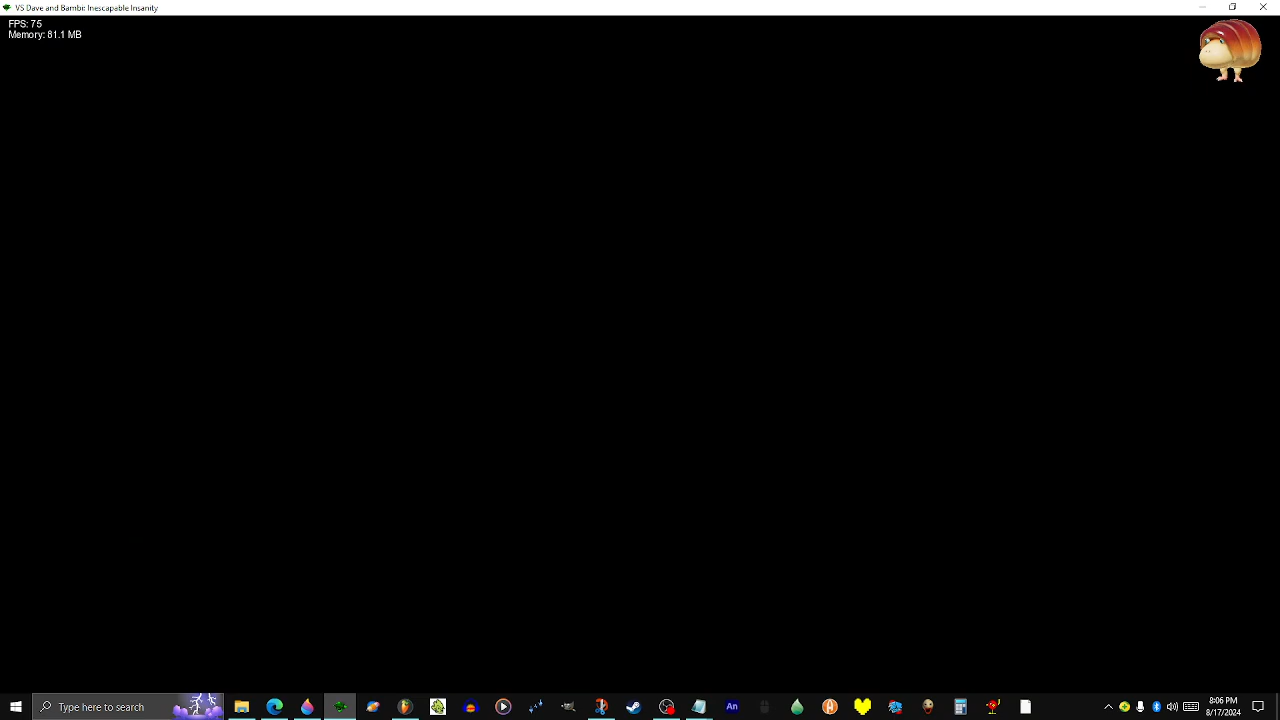 VS Dave and Bambi: Inescapable Insanity
FPS: 75
Memory: 81.1 MB
Type here to search
An
8:06 PM
8/17/2024